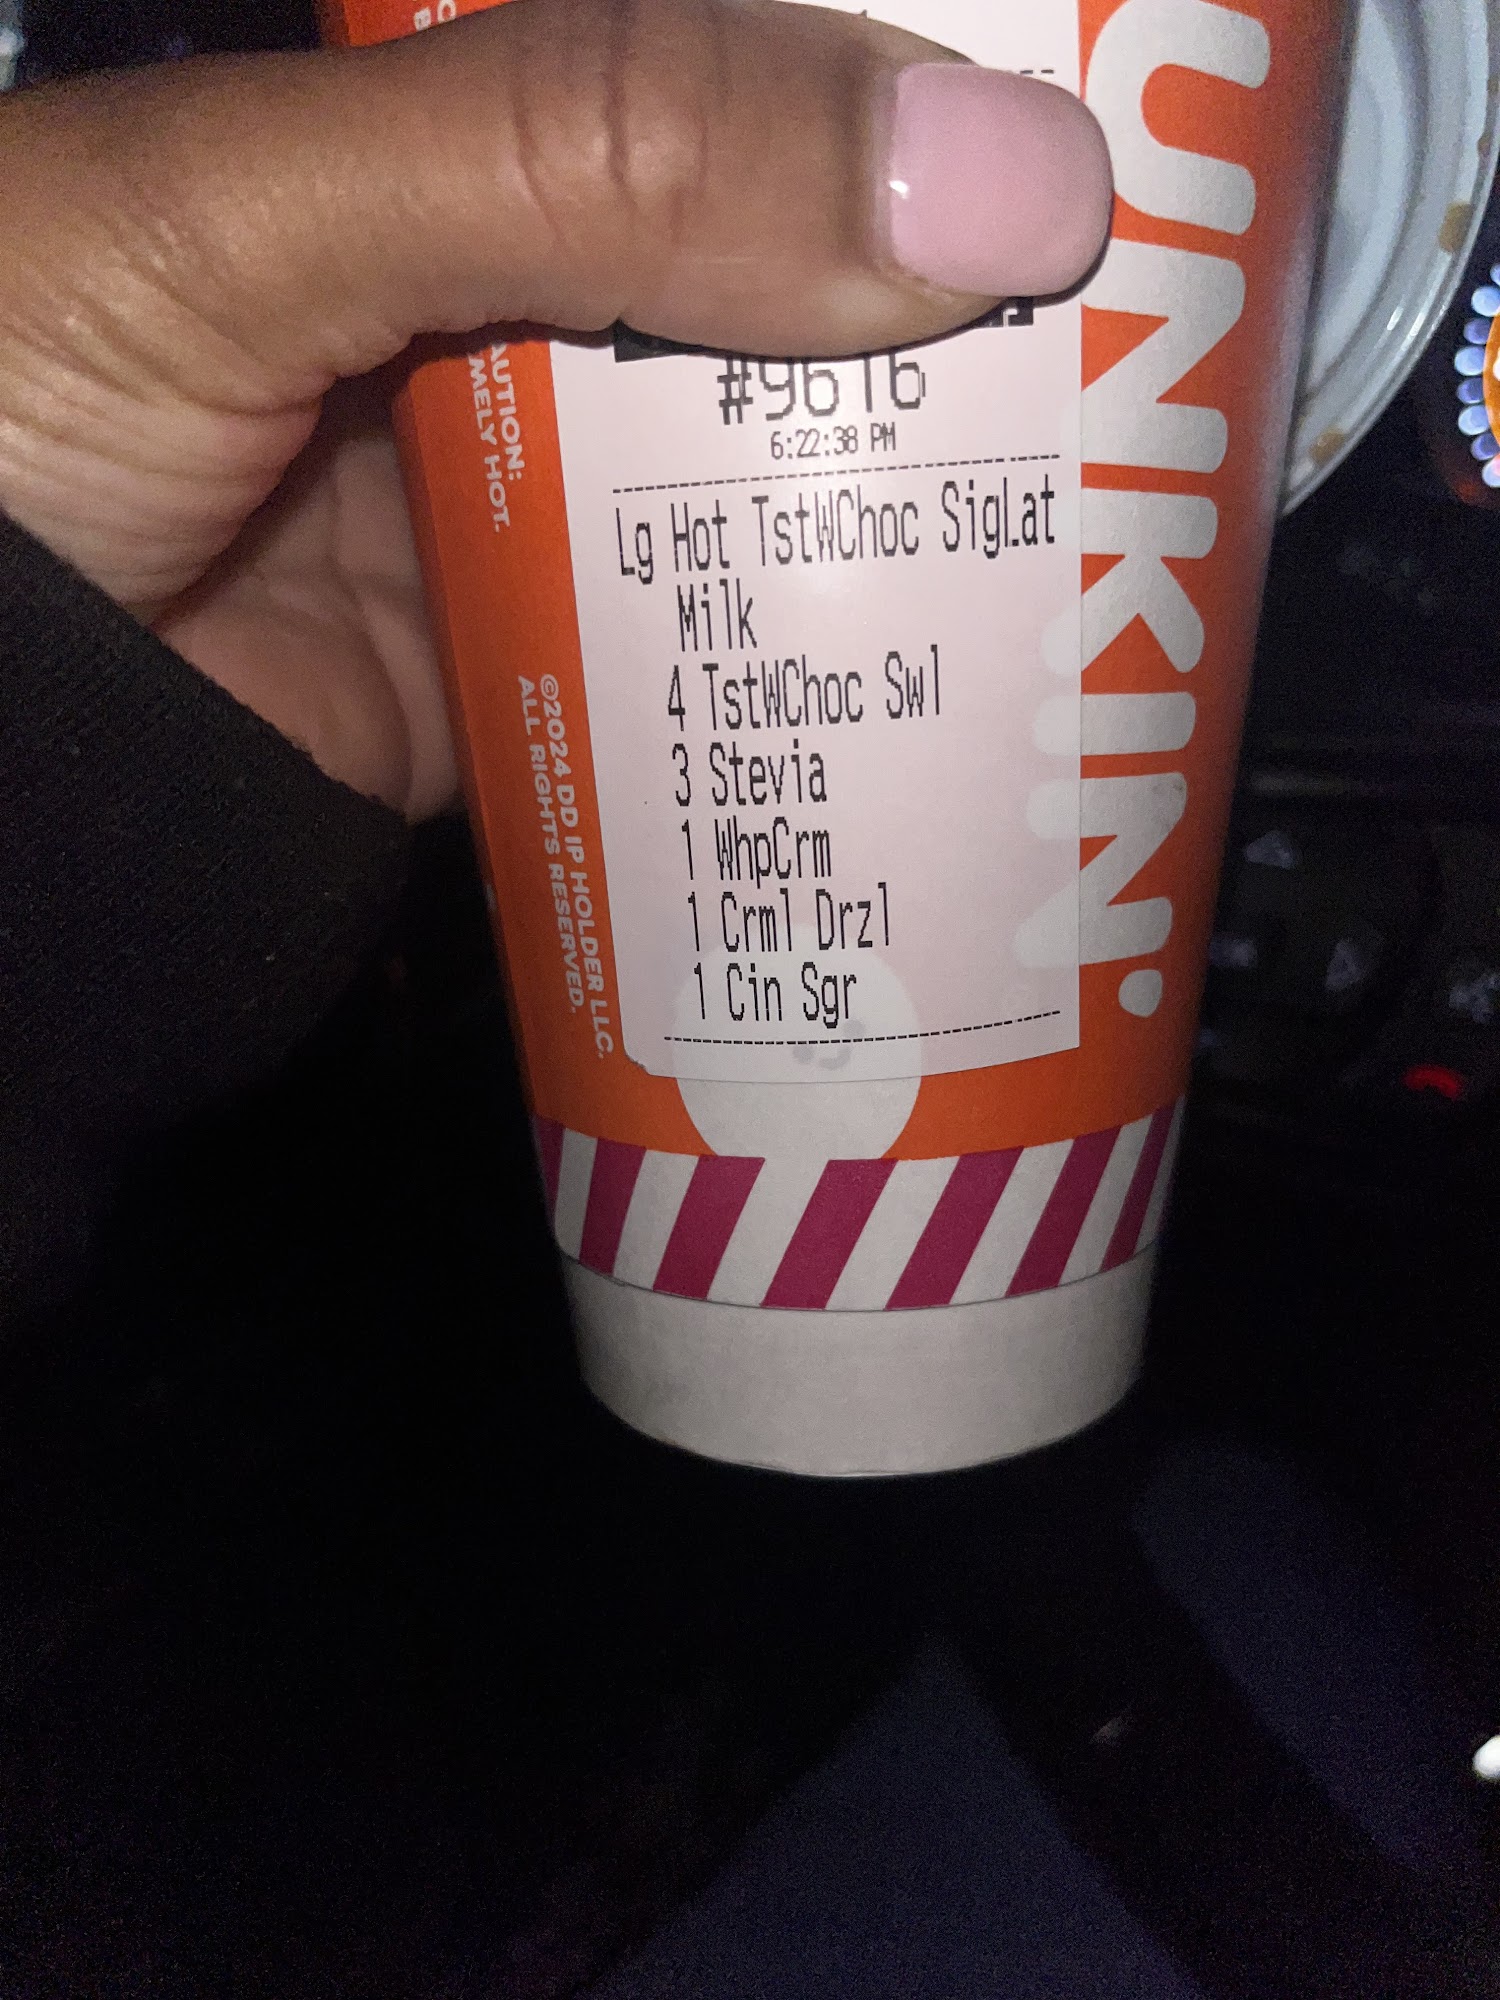 #9616
6:22:38 PM
Lg Hot TstWChoc SigLat
Milk
4 TstWChoc Swl
3 Stevia
1 WhpCrm
1 Crml Drzl
1 Cin Sgr
UNKIN.
AUTION:
MELY HOT.
©2024 DD IP HOLDER LLC.
ALL RIGHTS RESERVED.